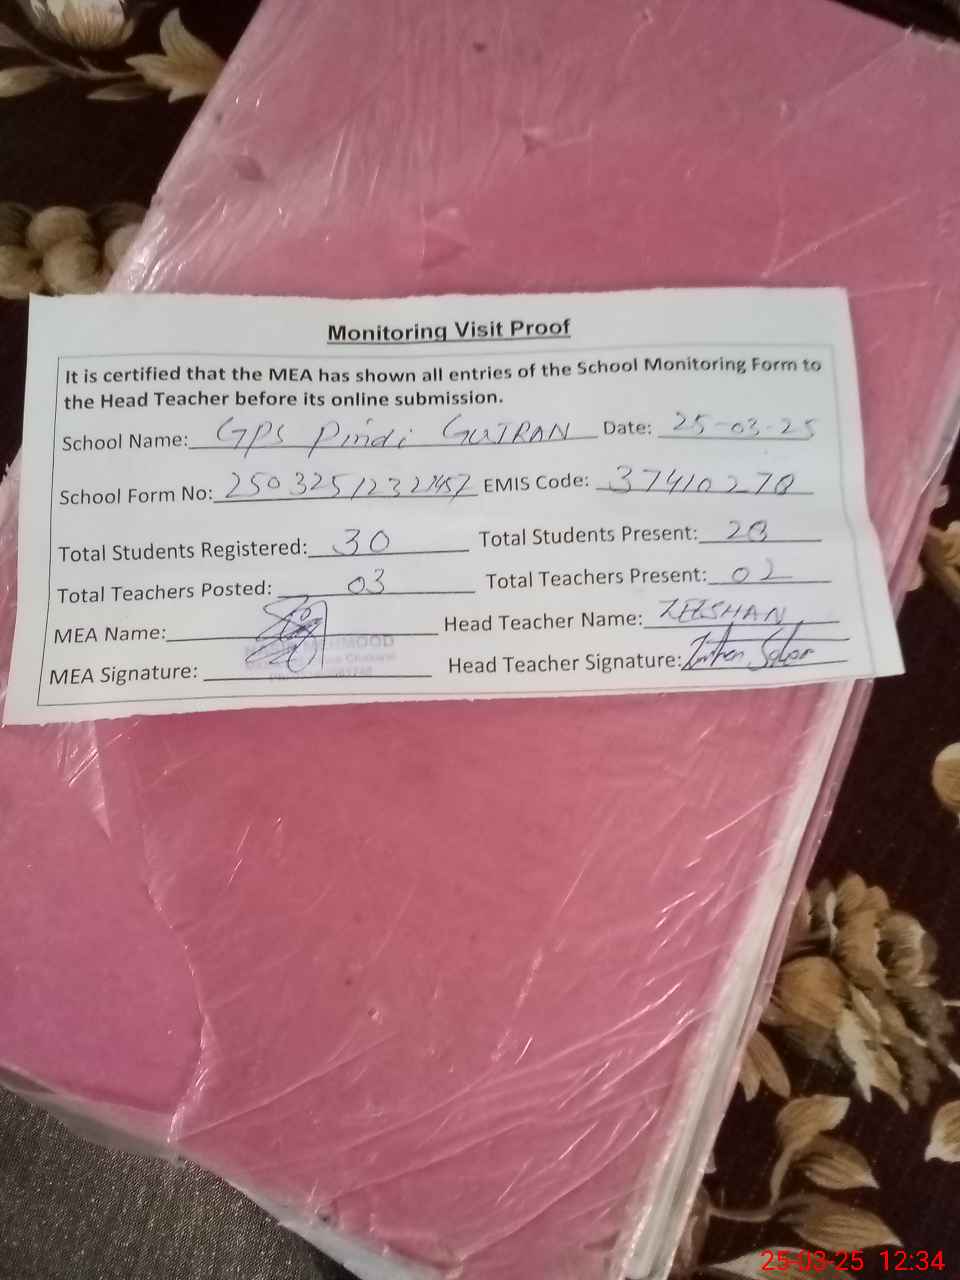 Monitoring Visit Proof
It is certified that the MEA has shown all entries of the School Monitoring Form to
the Head Teacher before its online submission.
School Name: GPS Pindi GUJRAN Date: 25-03-25
School Form No: EMIS Code: 37410270
Total Students Registered: 30 Total Students Present: 28
Total Teachers Posted: 03 Total Teachers Present: 02
MEA Name: Head Teacher Name: ZEESHAN
MEA Signature: Head Teacher Signature:
25-03-25 12:34